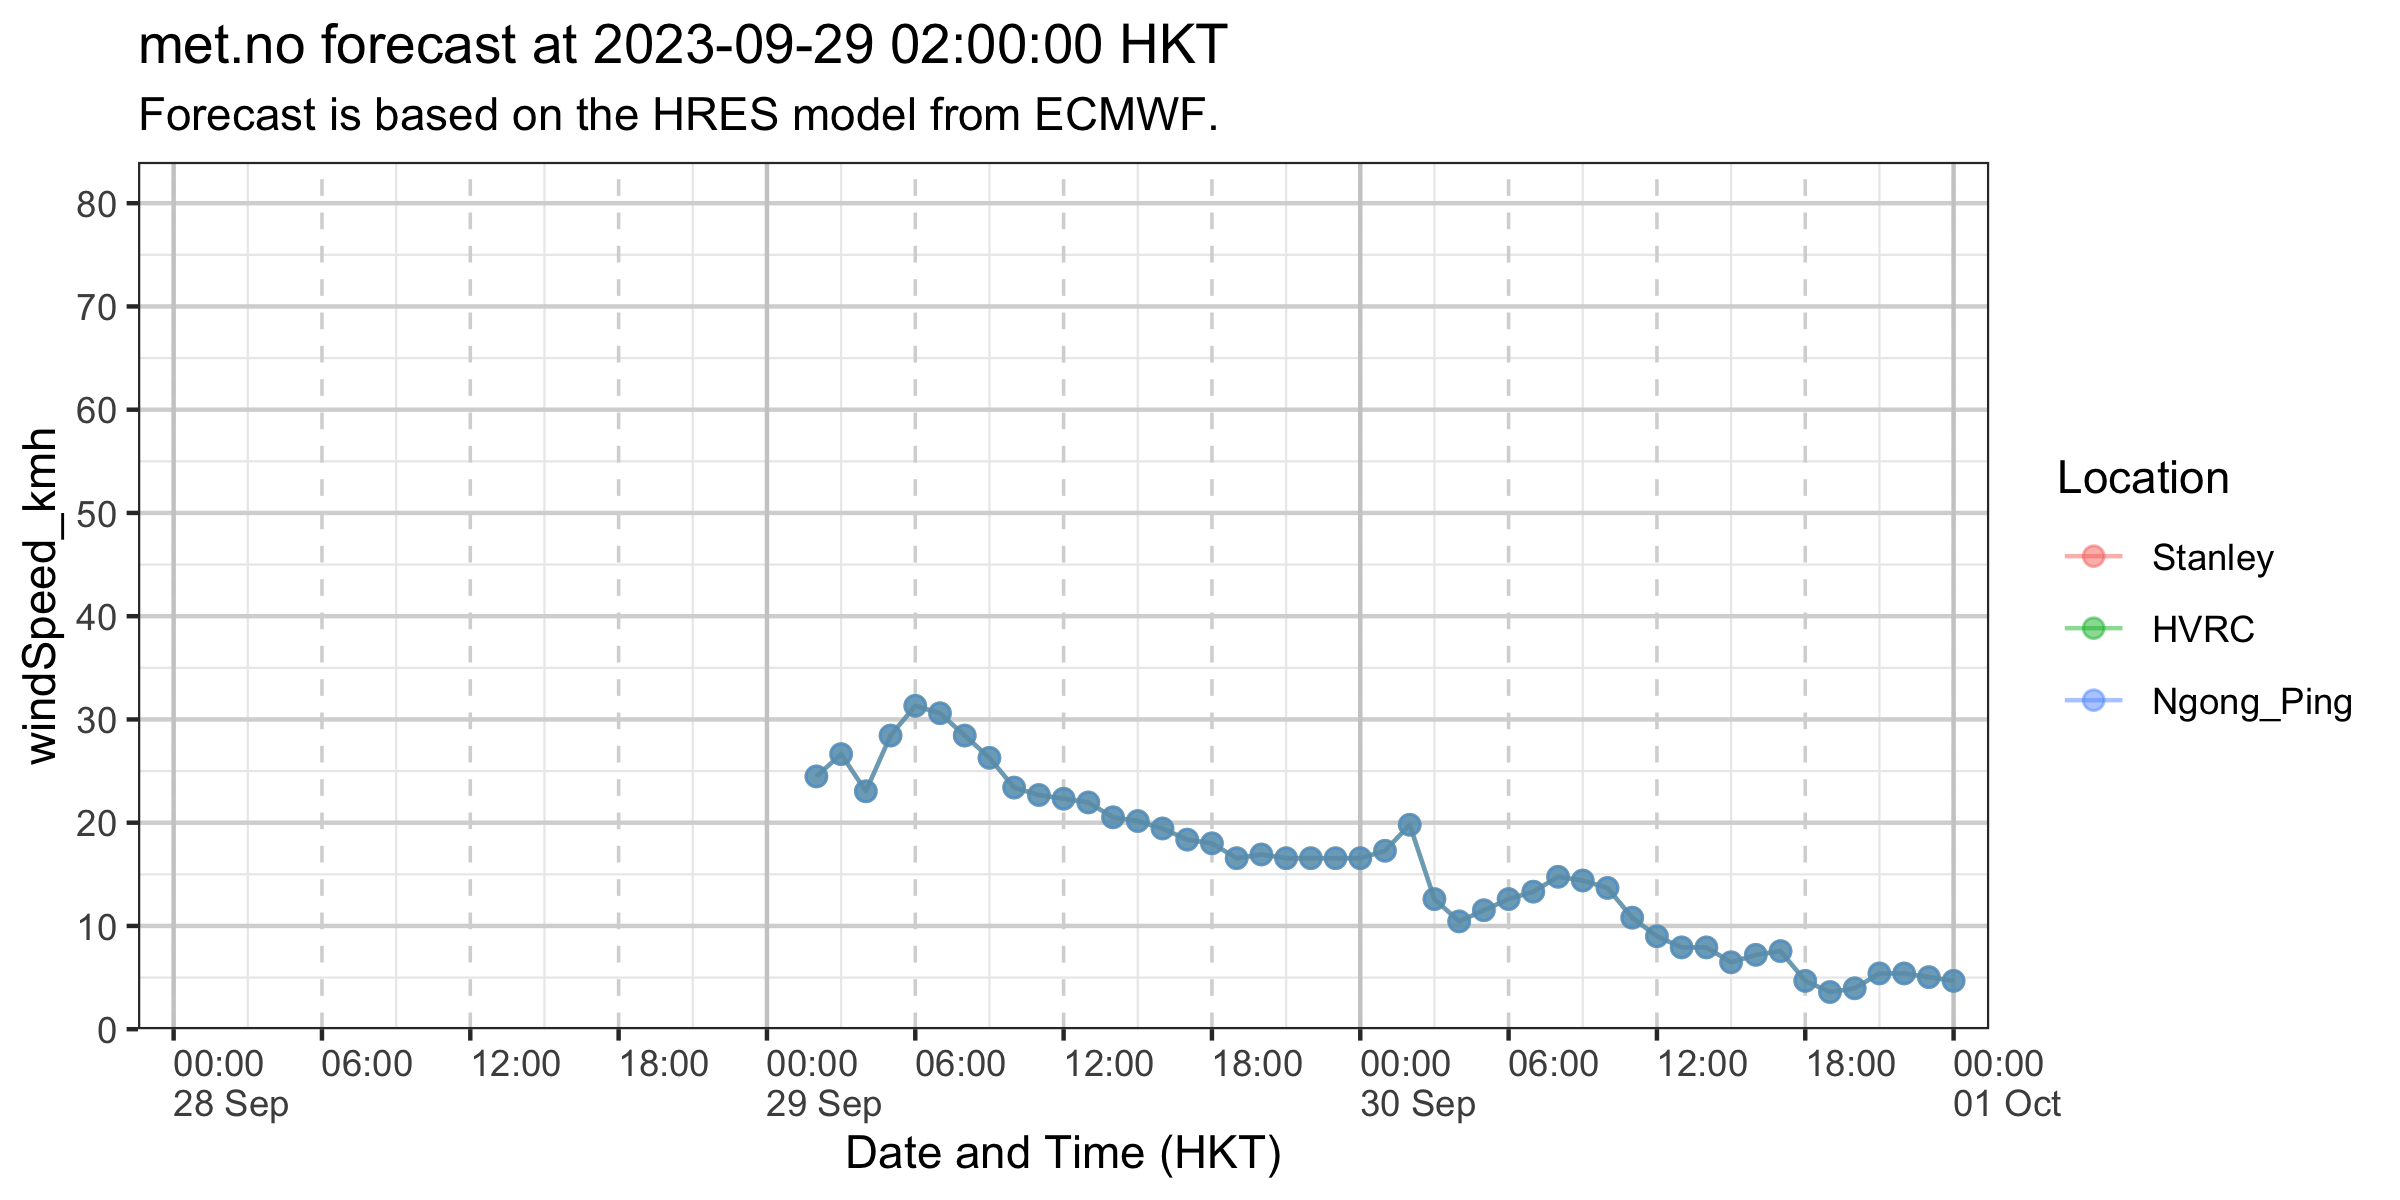 met.no forecast at 2023-09-29 02:00:00 HKT
Forecast is based on the HRES model from ECMWF.
windSpeed_kmh
80
70
60
50
40
30
20
10
0
00:00 06:00 12:00 18:00 00:00 06:00 12:00 18:00 00:00 06:00 12:00 18:00 00:00
28 Sep 29 Sep 30 Sep 01 Oct
Date and Time (HKT)
Location
Stanley
HVRC
Ngong_Ping